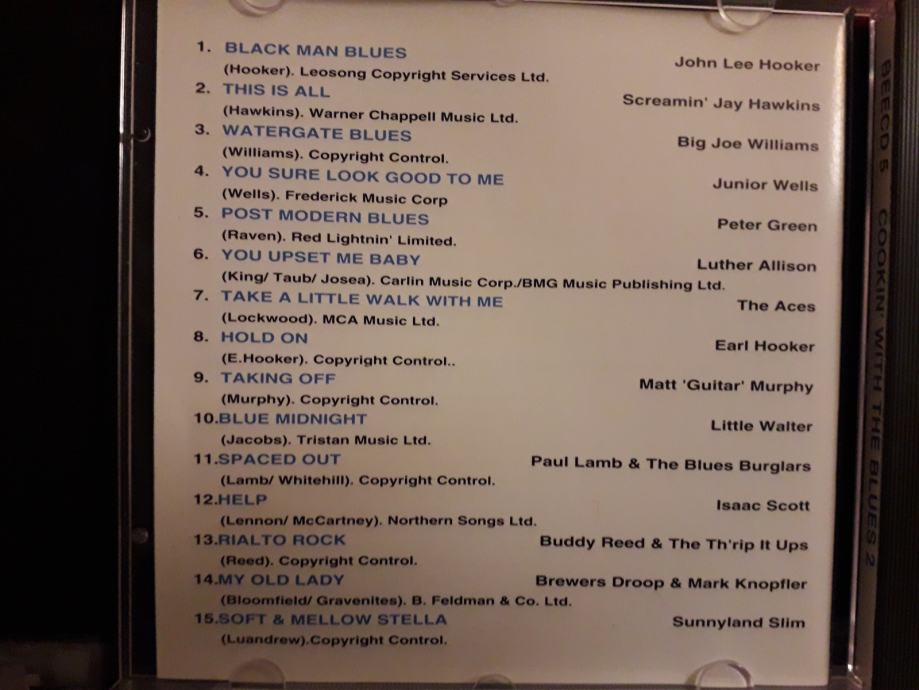 1. BLACK MAN BLUES John Lee Hooker
(Hooker). Leosong Copyright Services Ltd.
2. THIS IS ALL Screamin' Jay Hawkins
(Hawkins). Warner Chappell Music Ltd.
3. WATERGATE BLUES Big Joe Williams
(Williams). Copyright Control.
4. YOU SURE LOOK GOOD TO ME Junior Wells
(Wells). Frederick Music Corp
5. POST MODERN BLUES Peter Green
(Raven). Red Lightnin' Limited.
6. YOU UPSET ME BABY Luther Allison
(King/ Taub/ Josea). Carlin Music Corp./BMG Music Publishing Ltd.
7. TAKE A LITTLE WALK WITH ME The Aces
(Lockwood). MCA Music Ltd.
8. HOLD ON Earl Hooker
(E.Hooker). Copyright Control..
9. TAKING OFF Matt 'Guitar' Murphy
(Murphy). Copyright Control.
10.BLUE MIDNIGHT Little Walter
(Jacobs). Tristan Music Ltd.
11.SPACED OUT Paul Lamb & The Blues Burglars
(Lamb/ Whitehill). Copyright Control.
12.HELP Isaac Scott
(Lennon/ McCartney). Northern Songs Ltd.
13.RIALTO ROCK Buddy Reed & The Th'rip It Ups
(Reed). Copyright Control.
14.MY OLD LADY Brewers Droop & Mark Knopfler
(Bloomfield/ Gravenites). B. Feldman & Co. Ltd.
15.SOFT & MELLOW STELLA Sunnyland Slim
(Luandrew).Copyright Control.
BEECD 5 COOKIN' WITH THE BLUES 2